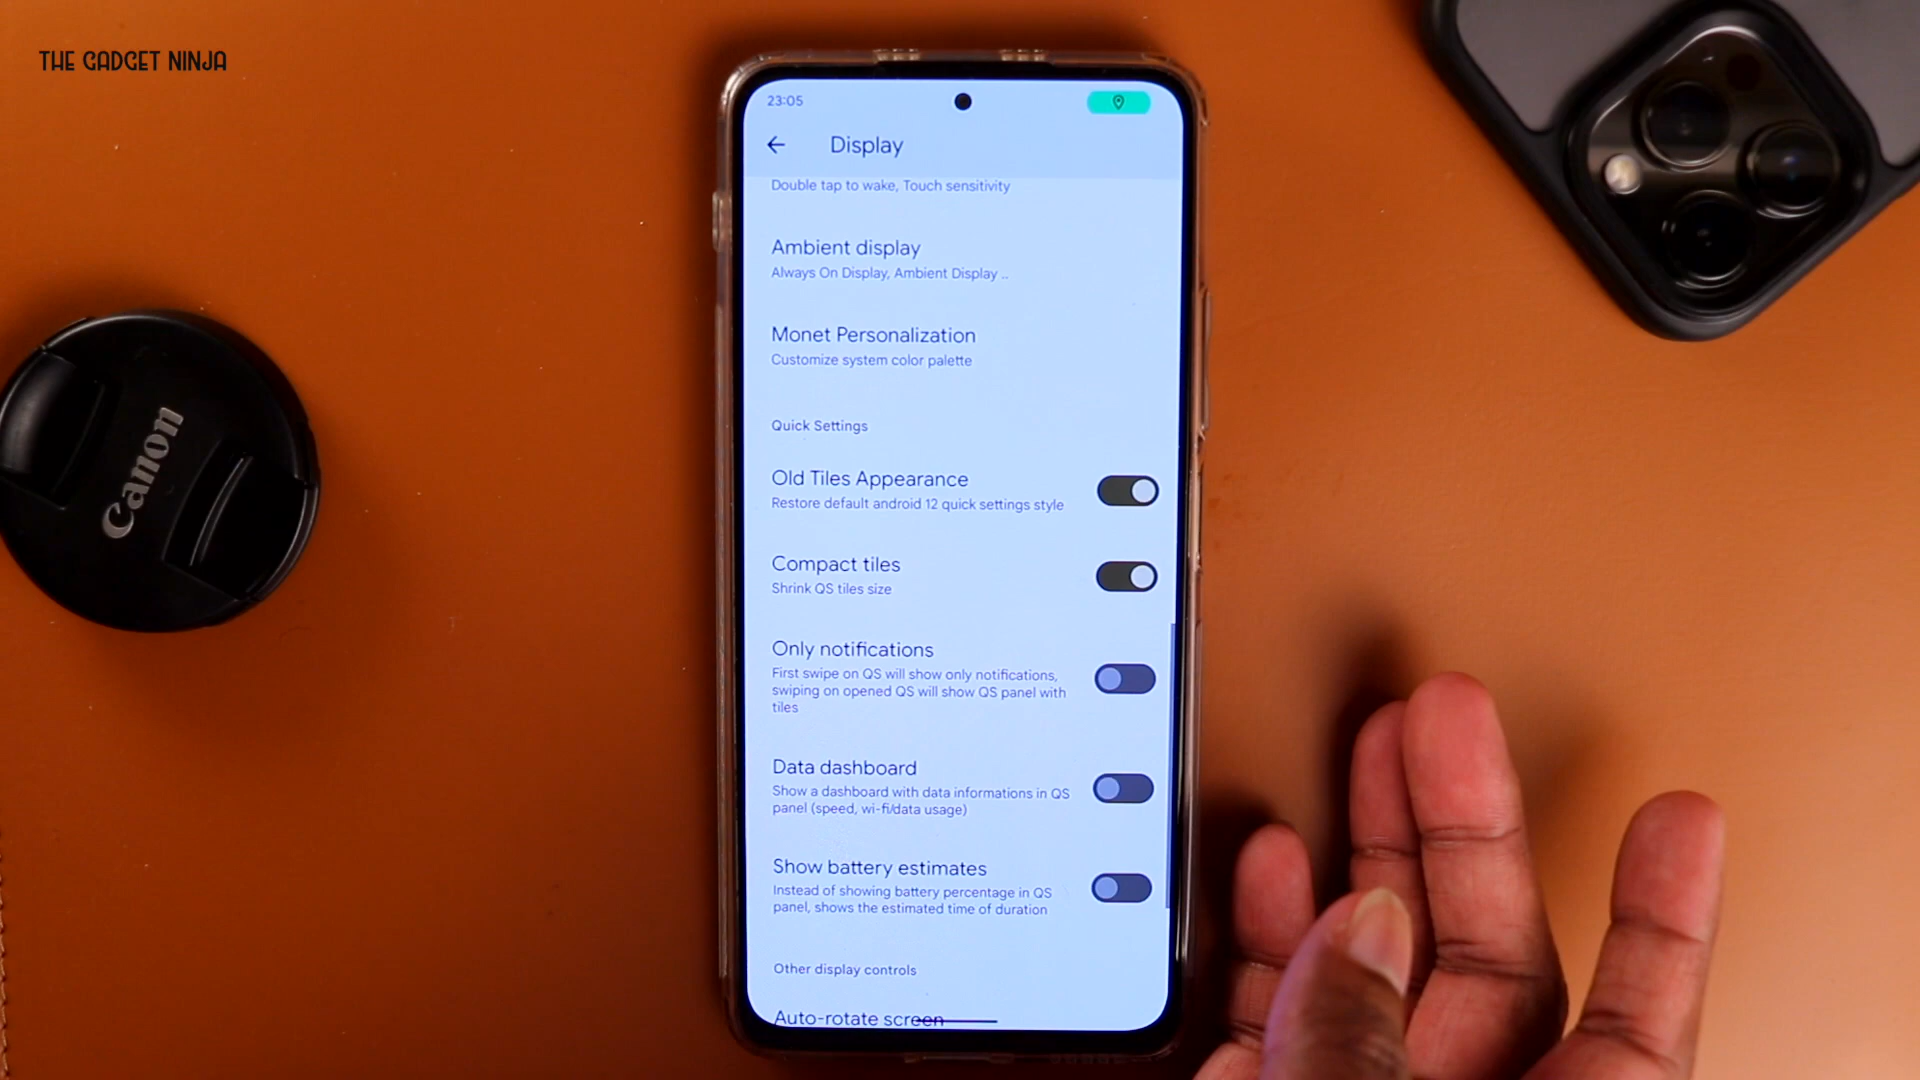 THE GADGET NINJA
23:05
Display
Double tap to wake, Touch sensitivity
Ambient display
Always On Display, Ambient Display ..
Monet Personalization
Customize system color palette
Quick Settings
Old Tiles Appearance
Restore default android 12 quick settings style
Compact tiles
Shrink QS tiles size
Only notifications
First swipe on QS will show only notifications,
swiping on opened QS will show QS panel with
tiles
Data dashboard
Show a dashboard with data informations in QS
panel (speed, wi-fi/data usage)
Show battery estimates
Instead of showing battery percentage in QS
panel, shows the estimated time of duration
Other display controls
Auto-rotate screen
Canon